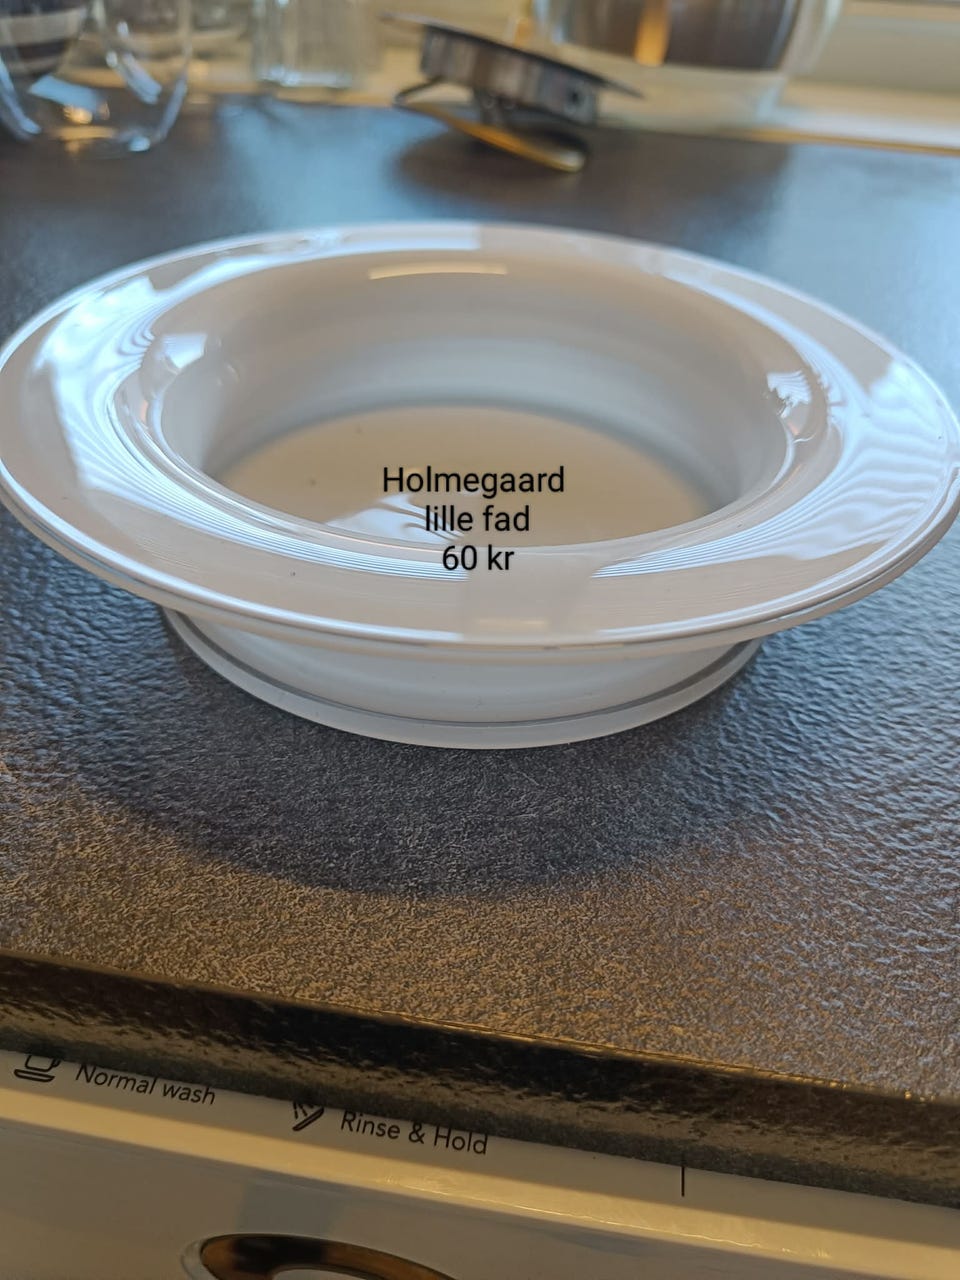 Holmegaard
lille fad
60 kr
Normal wash
Rinse & Hold